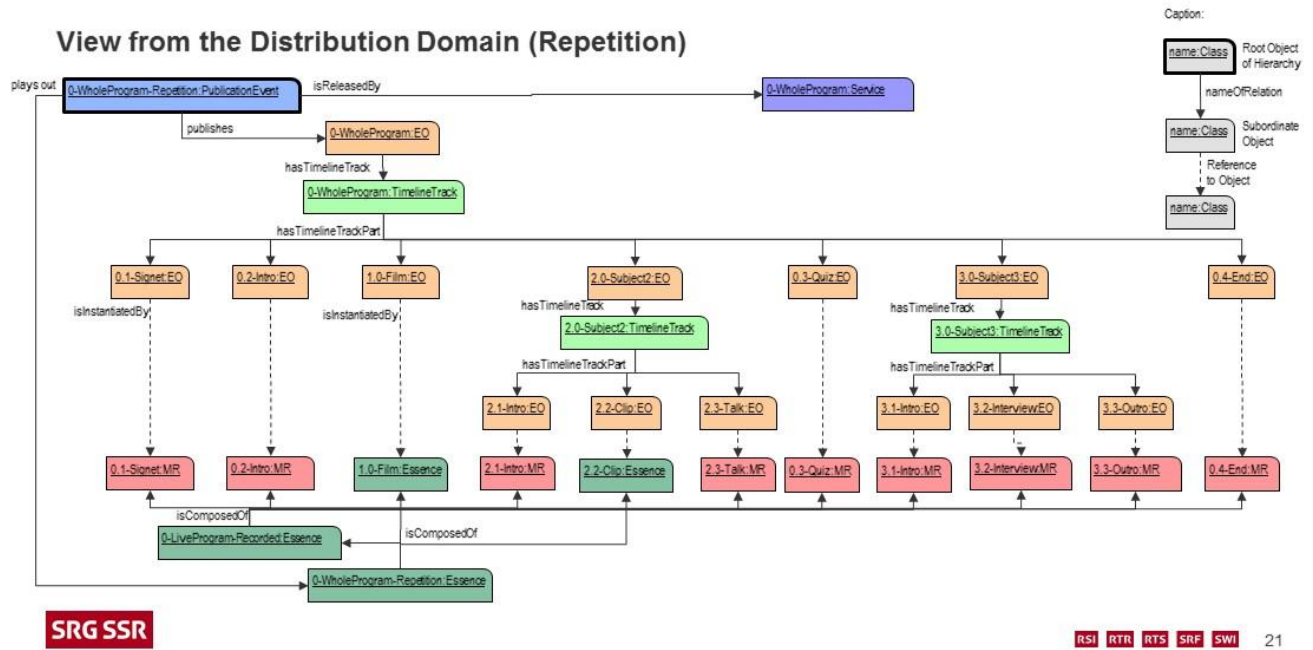 Caption:
View from the Distribution Domain (Repetition)
name:Class
Root Object
of Hierarchy
plays out
0-WholeProgram-Repetition:PublicationEvent
isReleasedBy
0-WholeProgram:Service
nameOfRelation
publishes
0-WholeProgram:EO
name:Class
Subordinate
Object
hasTimelineTrack
Reference
to Object
0-WholeProgram:TimelineTrack
name:Class
hasTimelineTrackPart
0.1-Signet:EO
0.2-Intro:EO
1.0-Film:EO
2.0-Subject2:EO
0.3-Quiz:EO
3.0-Subject3:EO
0.4-End:EO
isInstantiatedBy
isInstantiatedBy
hasTimelineTrack
hasTimelineTrack
2.0-Subject2:TimelineTrack
3.0-Subject3:TimelineTrack
hasTimelineTrackPart
hasTimelineTrackPart
2.1-Intro:EO
2.2-Clip:EO
2.3-Talk:EO
3.1-Intro:EO
3.2-Interview:EO
3.3-Outro:EO
0.1-Signet:MR
0.2-Intro:MR
1.0-Film:Essence
2.1-Intro:MR
2.2-Clip:Essence
2.3-Talk:MR
0.3-Quiz:MR
3.1-Intro:MR
3.2-Interview:MR
3.3-Outro:MR
0.4-End:MR
isComposedOf
0-LiveProgram-Recorded:Essence
isComposedOf
0-WholeProgram-Repetition:Essence
SRG SSR
RSI RTR RTS SRF SWI 21